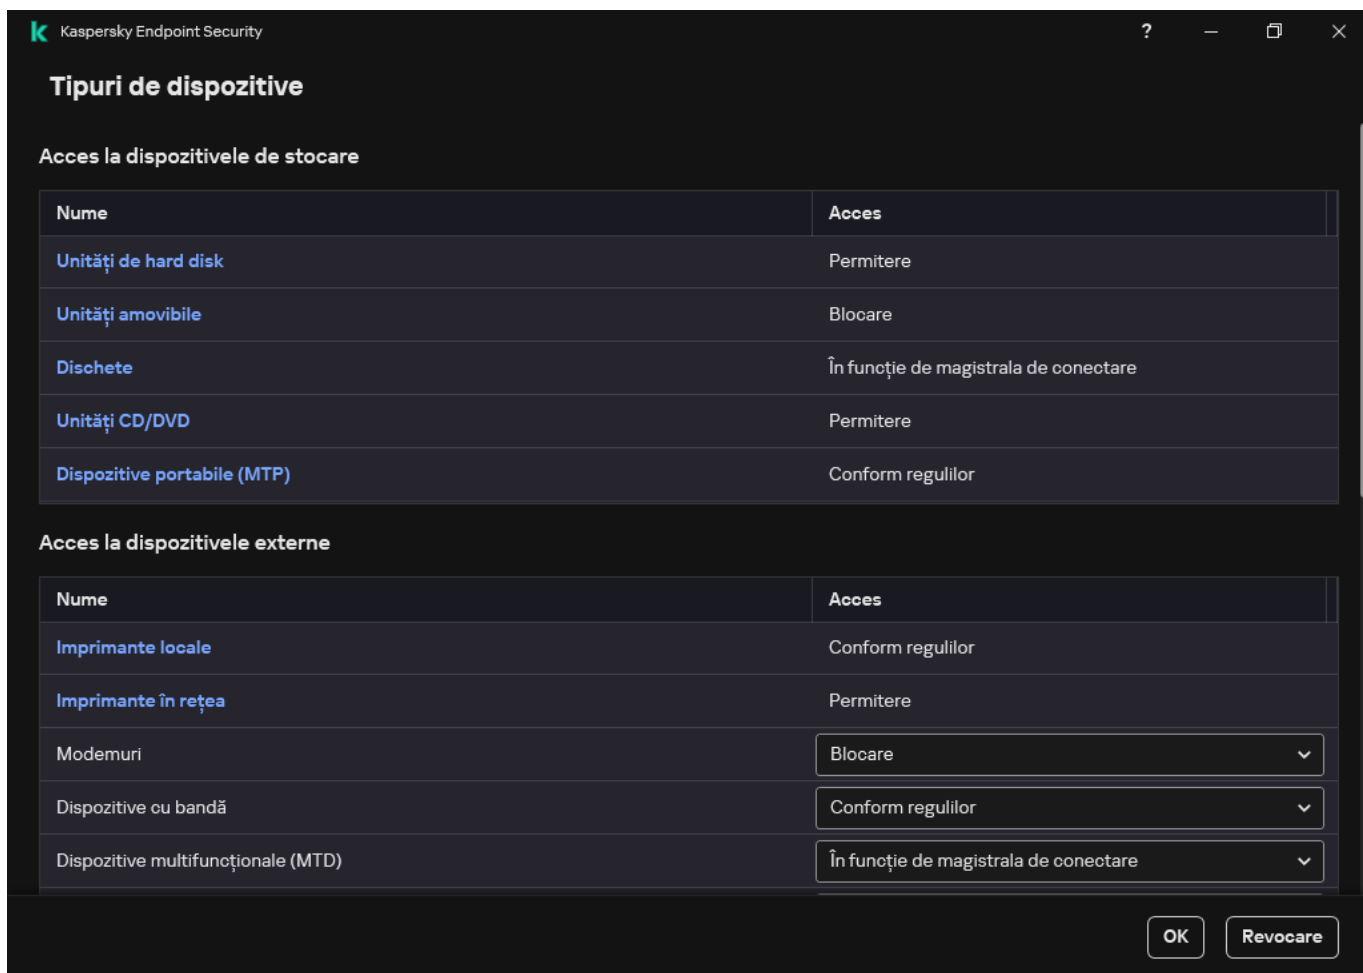 Kaspersky Endpoint Security ?
Tipuri de dispozitive
Acces la dispozitivele de stocare
Nume Acces
Unități de hard disk Permitere
Unități amovibile Blocare
Dischete În funcție de magistrala de conectare
Unități CD/DVD Permitere
Dispozitive portabile (MTP) Conform regulilor
Acces la dispozitivele externe
Nume Acces
Imprimante locale Conform regulilor
Imprimante în rețea Permitere
Modemuri Blocare
Dispozitive cu bandă Conform regulilor
Dispozitive multifuncționale (MTD) În funcție de magistrala de conectare
OK Revocare